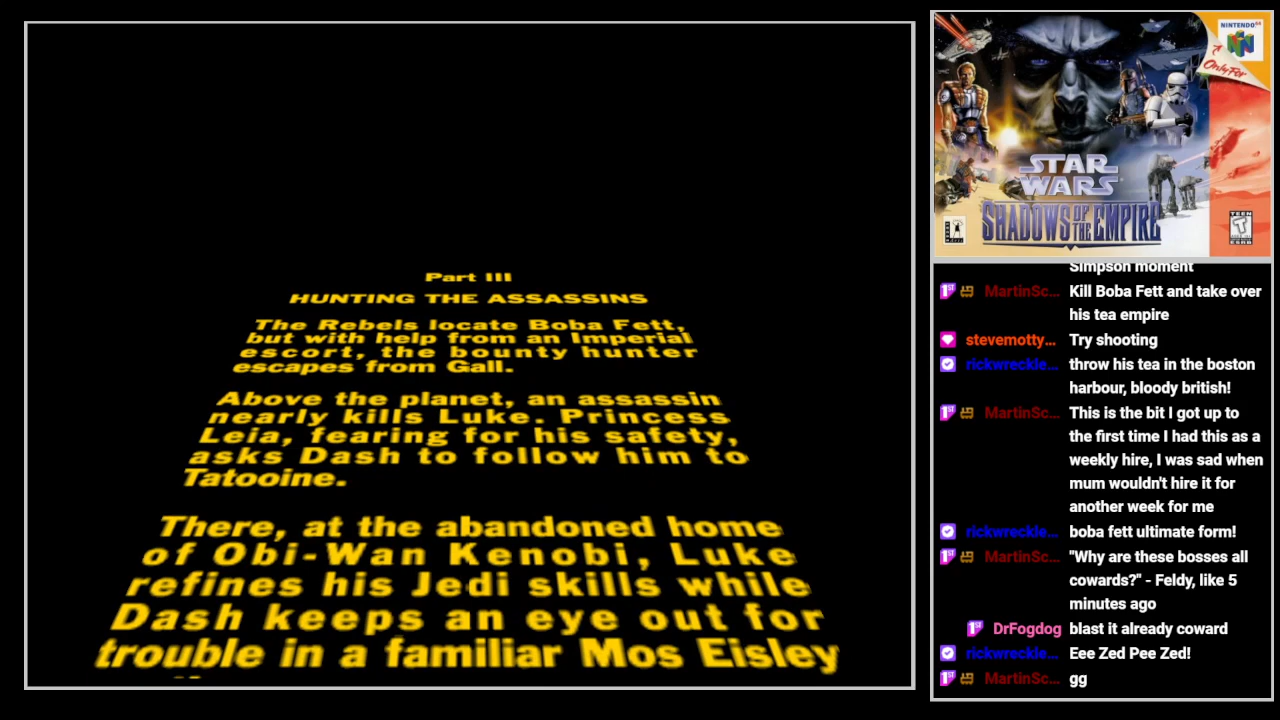 Part III
HUNTING THE ASSASSINS
The Rebels locate Boba Fett,
but with help from an Imperial
escort, the bounty hunter
escapes from Gall.
Above the planet, an assassin
nearly kills Luke. Princess
Leia, fearing for his safety,
asks Dash to follow him to
Tatooine.
There, at the abandoned home
of Obi-Wan Kenobi, Luke
refines his Jedi skills while
Dash keeps an eye out for
trouble in a familiar Mos Eisley
NINTENDO 64
Only For
STAR
WARS
SHADOWS OF THE EMPIRE
TEEN
ESRB
Simpson moment
MartinSc... Kill Boba Fett and take over
his tea empire
stevemotty... Try shooting
rickwreckle... throw his tea in the boston
harbour, bloody british!
MartinSc... This is the bit I got up to
the first time I had this as a
weekly hire, I was sad when
mum wouldn't hire it for
another week for me
rickwreckle... boba fett ultimate form!
MartinSc... "Why are these bosses all
cowards?" - Feldy, like 5
minutes ago
DrFogdog blast it already coward
rickwreckle... Eee Zed Pee Zed!
MartinSc... gg